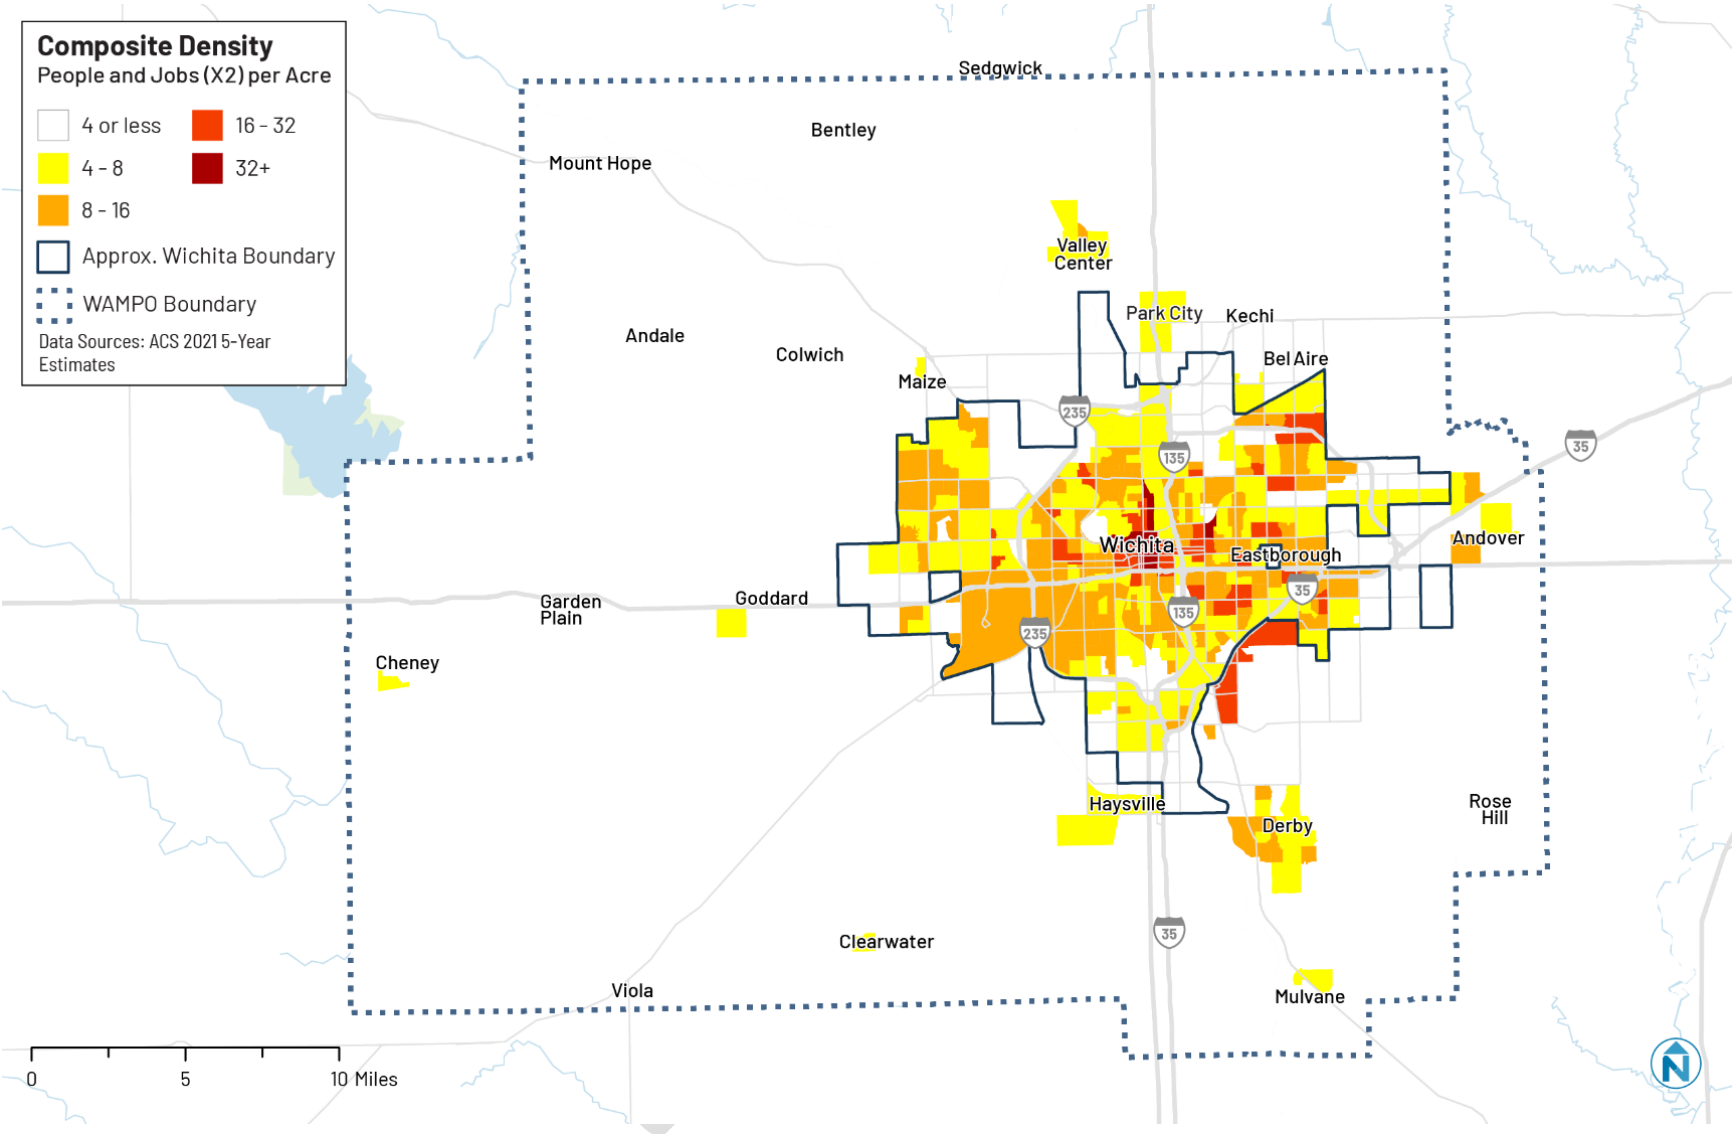 Composite Density
People and Jobs (X2) per Acre
4 or less
16 - 32
4 - 8
32+
8 - 16
Approx. Wichita Boundary
WAMPO Boundary
Data Sources: ACS 2021 5-Year
Estimates
Sedgwick
Bentley
Mount Hope
Valley
Center
Park City
Kechi
Andale
Colwich
Bel Aire
Maize
235
135
35
Wichita
Eastborough
Andover
Goddard
Garden
Plain
35
135
235
Cheney
Haysville
Derby
Rose
Hill
Clearwater
35
Viola
Mulvane
0
5
10 Miles
N